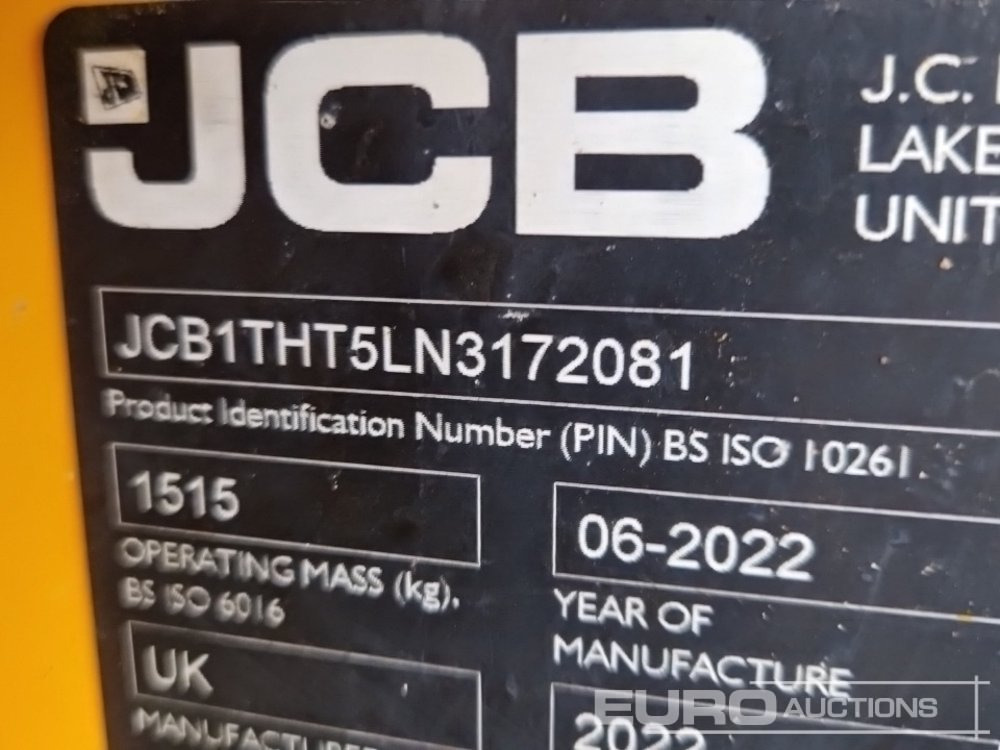 JCB
J.C.
LAKE
UNIT
JCB1THT5LN3172081
Product Identification Number (PIN) BS ISO 10261.
1515
OPERATING MASS (kg).
BS ISO 6016
06-2022
YEAR OF
MANUFACTURE
UK
2022
EURO AUCTIONS